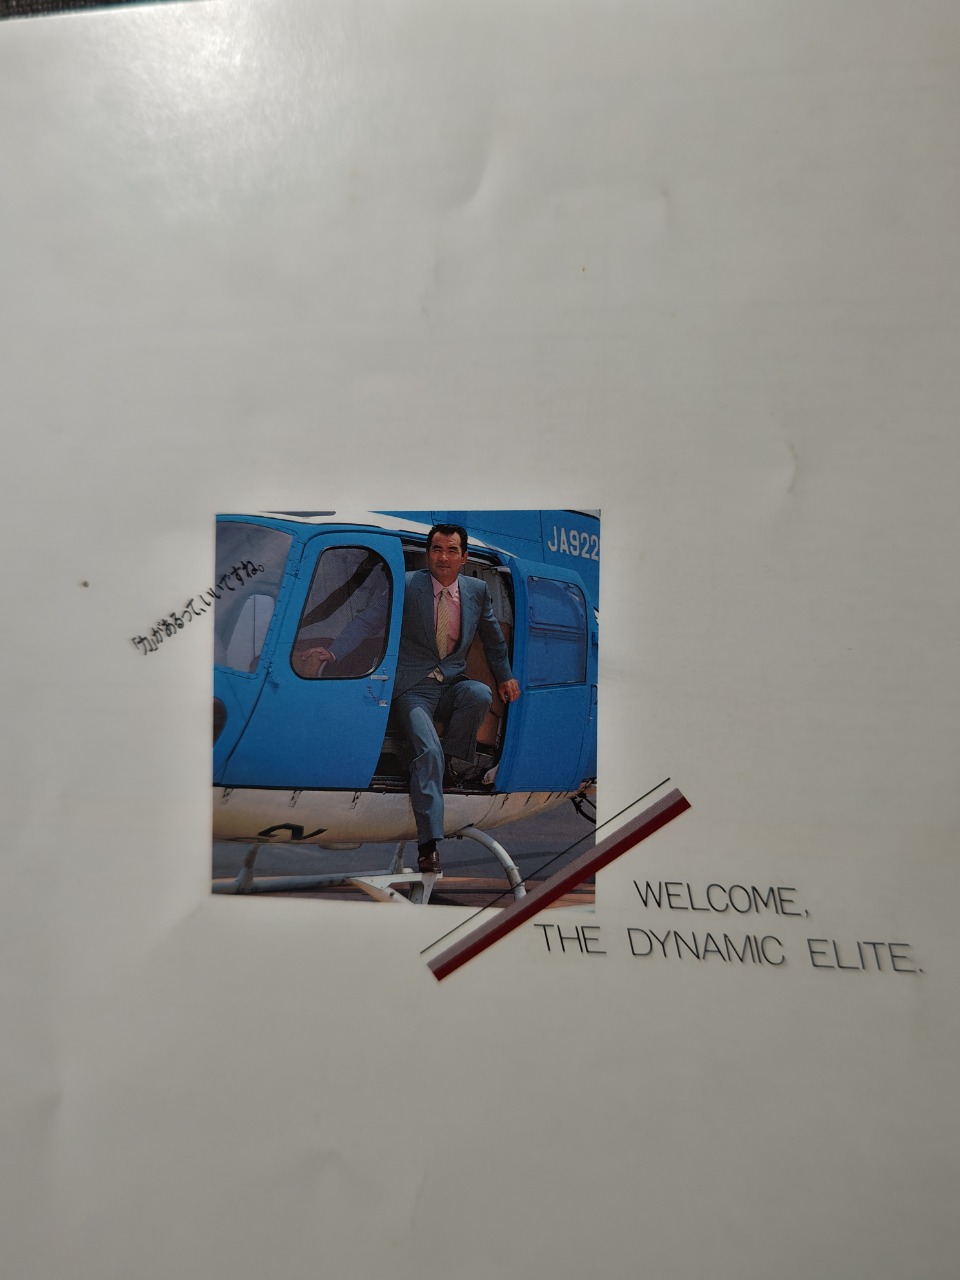 「力」があるって、いいですね。
JA922
WELCOME,
THE DYNAMIC ELITE.